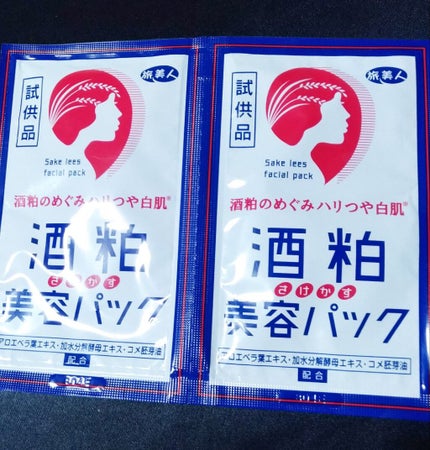 試供品
旅美人
Sake lees
facial pack
酒粕のめぐみハリつや白肌※
酒粕
さけかす
美容パック
アロエベラ葉エキス・加水分解酵母エキス・コメ胚芽油
配合
試供品
旅美人
Sake lees
facial pack
酒粕のめぐみハリつや白肌※
酒粕
さけかす
美容パック
アロエベラ葉エキス・加水分解酵母エキス・コメ胚芽油
配合